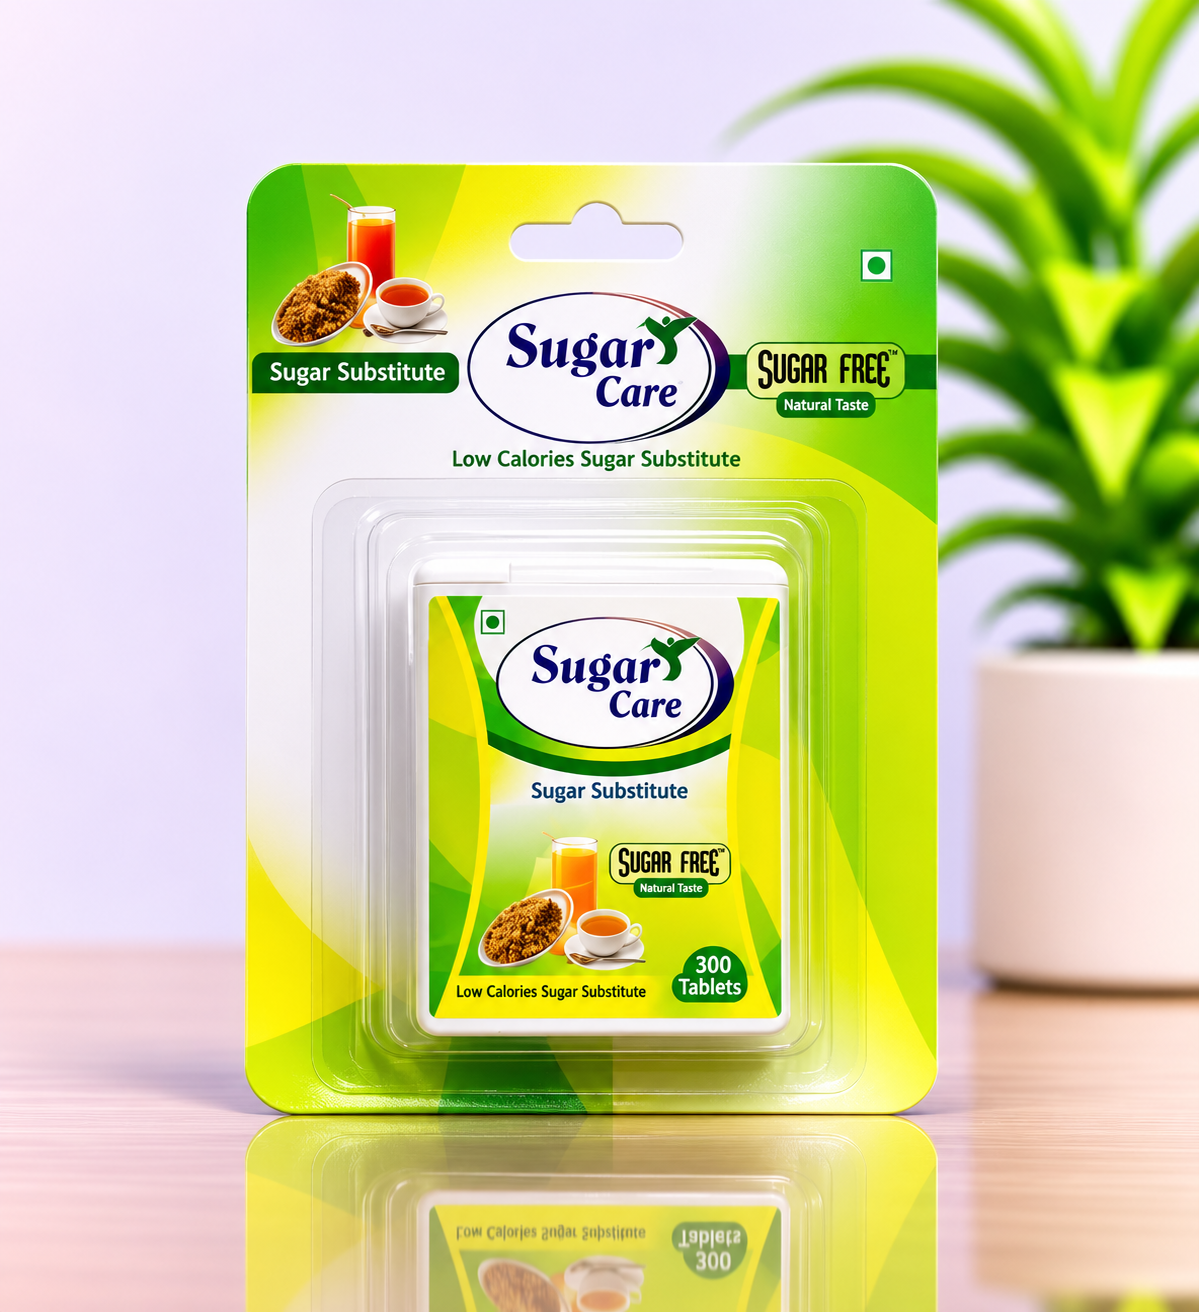 Sugar Substitute
Sugar
Care
SUGAR FREE™
Natural Taste
Low Calories Sugar Substitute
Sugar
Care
Sugar Substitute
SUGAR FREE™
Natural Taste
300
Tablets
Low Calories Sugar Substitute
Low Calories Sugar Substitute
Tablets
300